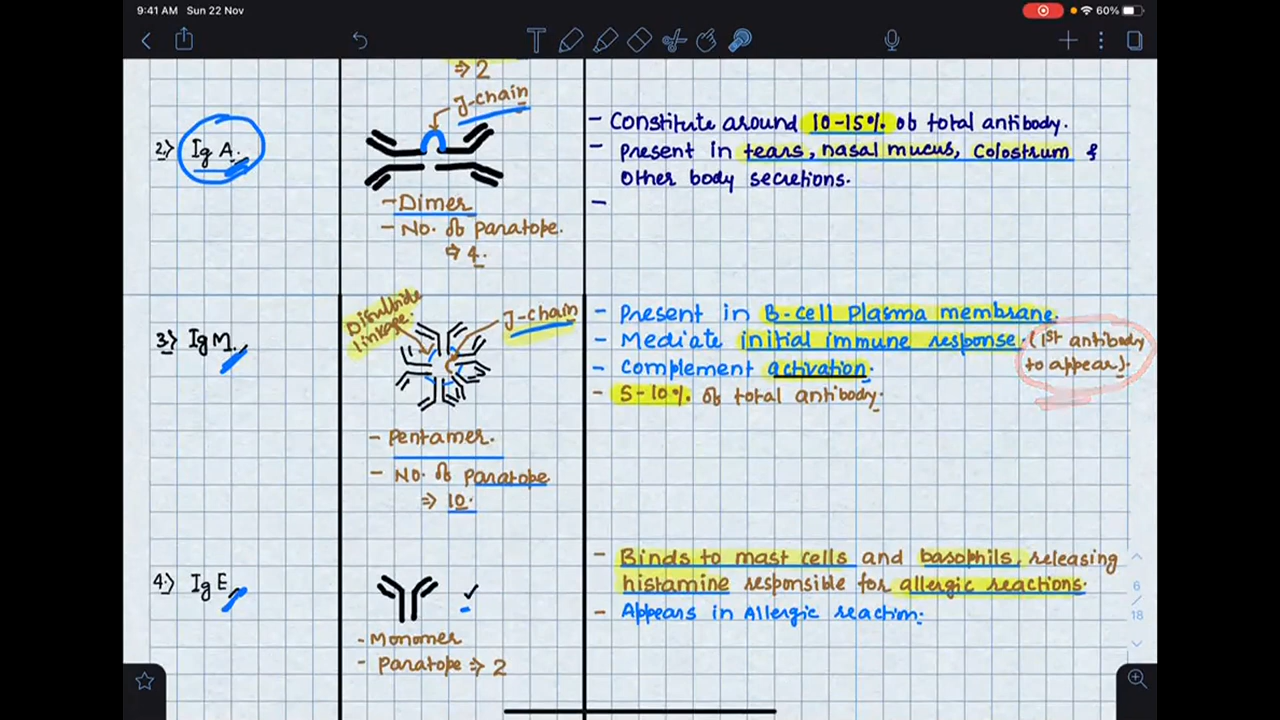 9:41 AM Sun 22 Nov
60%
T
⇒ 2
J-chain
2.> Ig A.
- Dimer
- No. of paratope.
⇒ 4.
- Constitute around 10-15% of total antibody.
- Present in tears, nasal mucus, Colostrum &
Other body secretions.
-
3.> Ig M.
Disulfide
linkage.
J-chain
- Pentamer.
- No. of paratope
⇒ 10.
- Present in B-cell Plasma membrane.
- Mediate initial immune response. (1st antibody
to appear).
- Complement activation.
- 5-10% of total antibody.
4.> Ig E
- Monomer
- Paratope ⇒ 2
- Binds to mast cells and basophils, releasing
histamine responsible for allergic reactions.
- Appears in Allergic reaction.
6
/
18